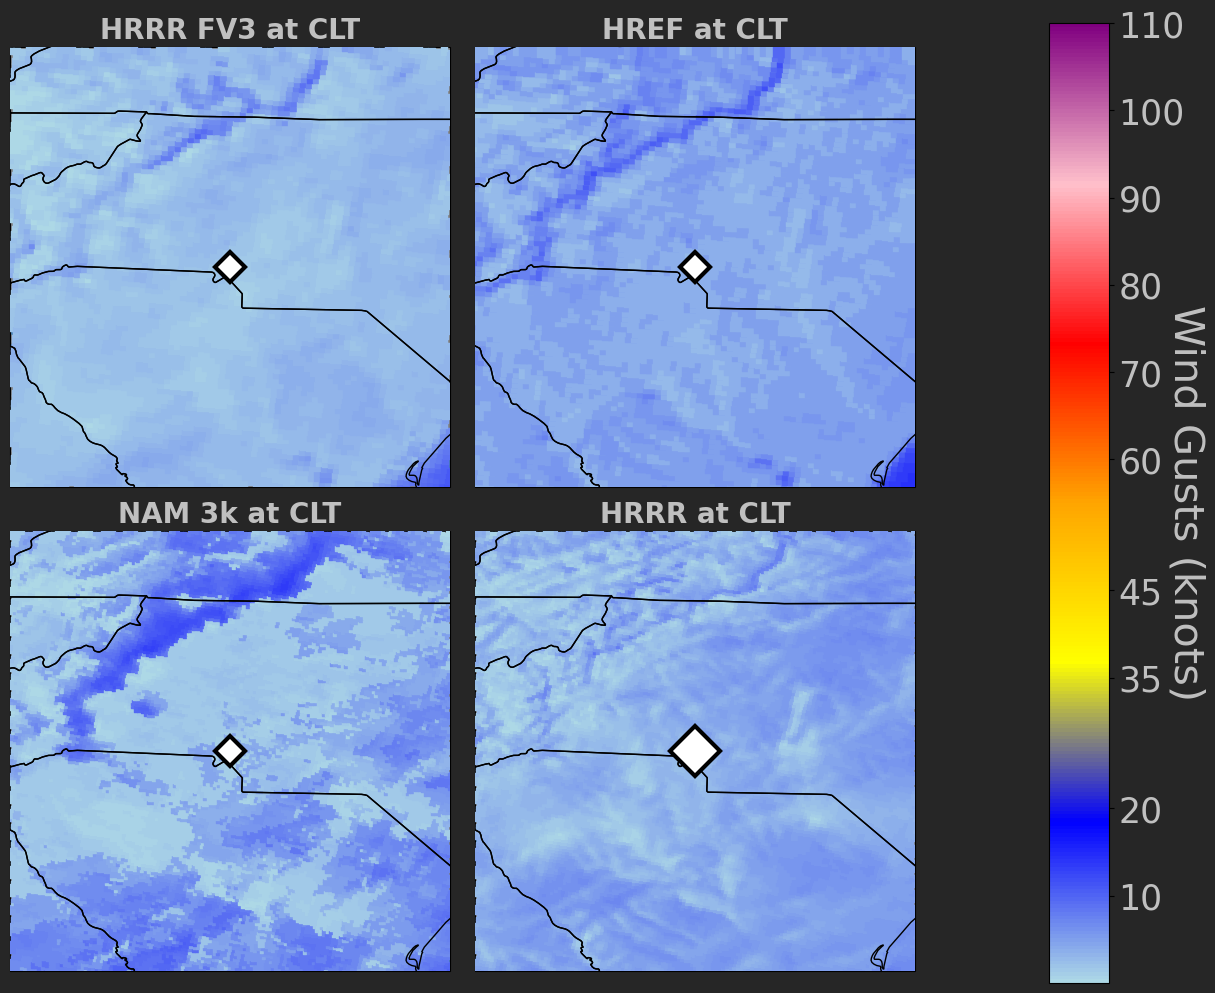 HRRR FV3 at CLT
HREF at CLT
NAM 3k at CLT
HRRR at CLT
110
100
90
80
70
60
45
35
20
10
Wind Gusts (knots)